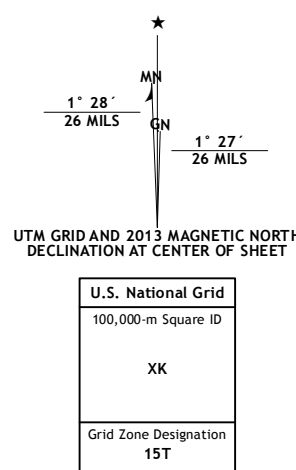 ★
MN
1° 28´
26 MILS
GN
1° 27´
26 MILS
UTM GRID AND 2013 MAGNETIC NORTH
DECLINATION AT CENTER OF SHEET
U.S. National Grid
100,000-m Square ID
XK
Grid Zone Designation
15T